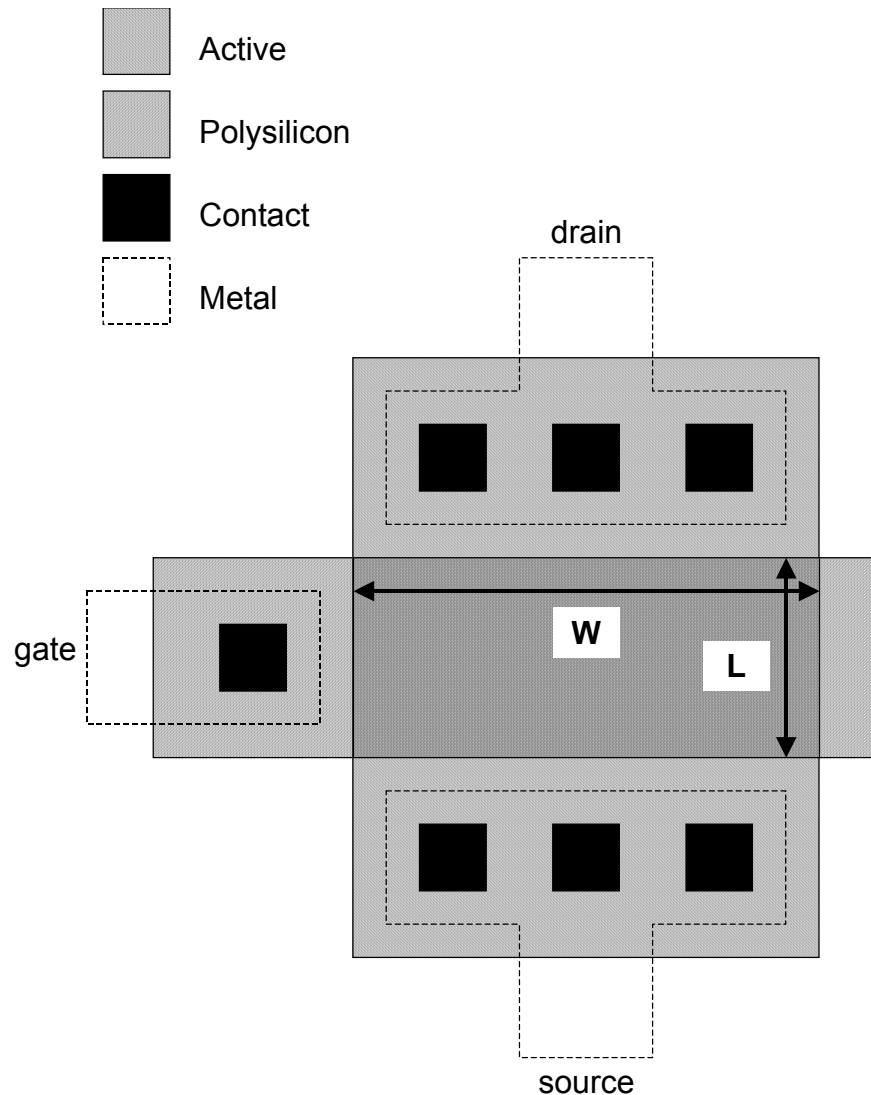 Active
Polysilicon
Contact
Metal
drain
gate
W
L
source